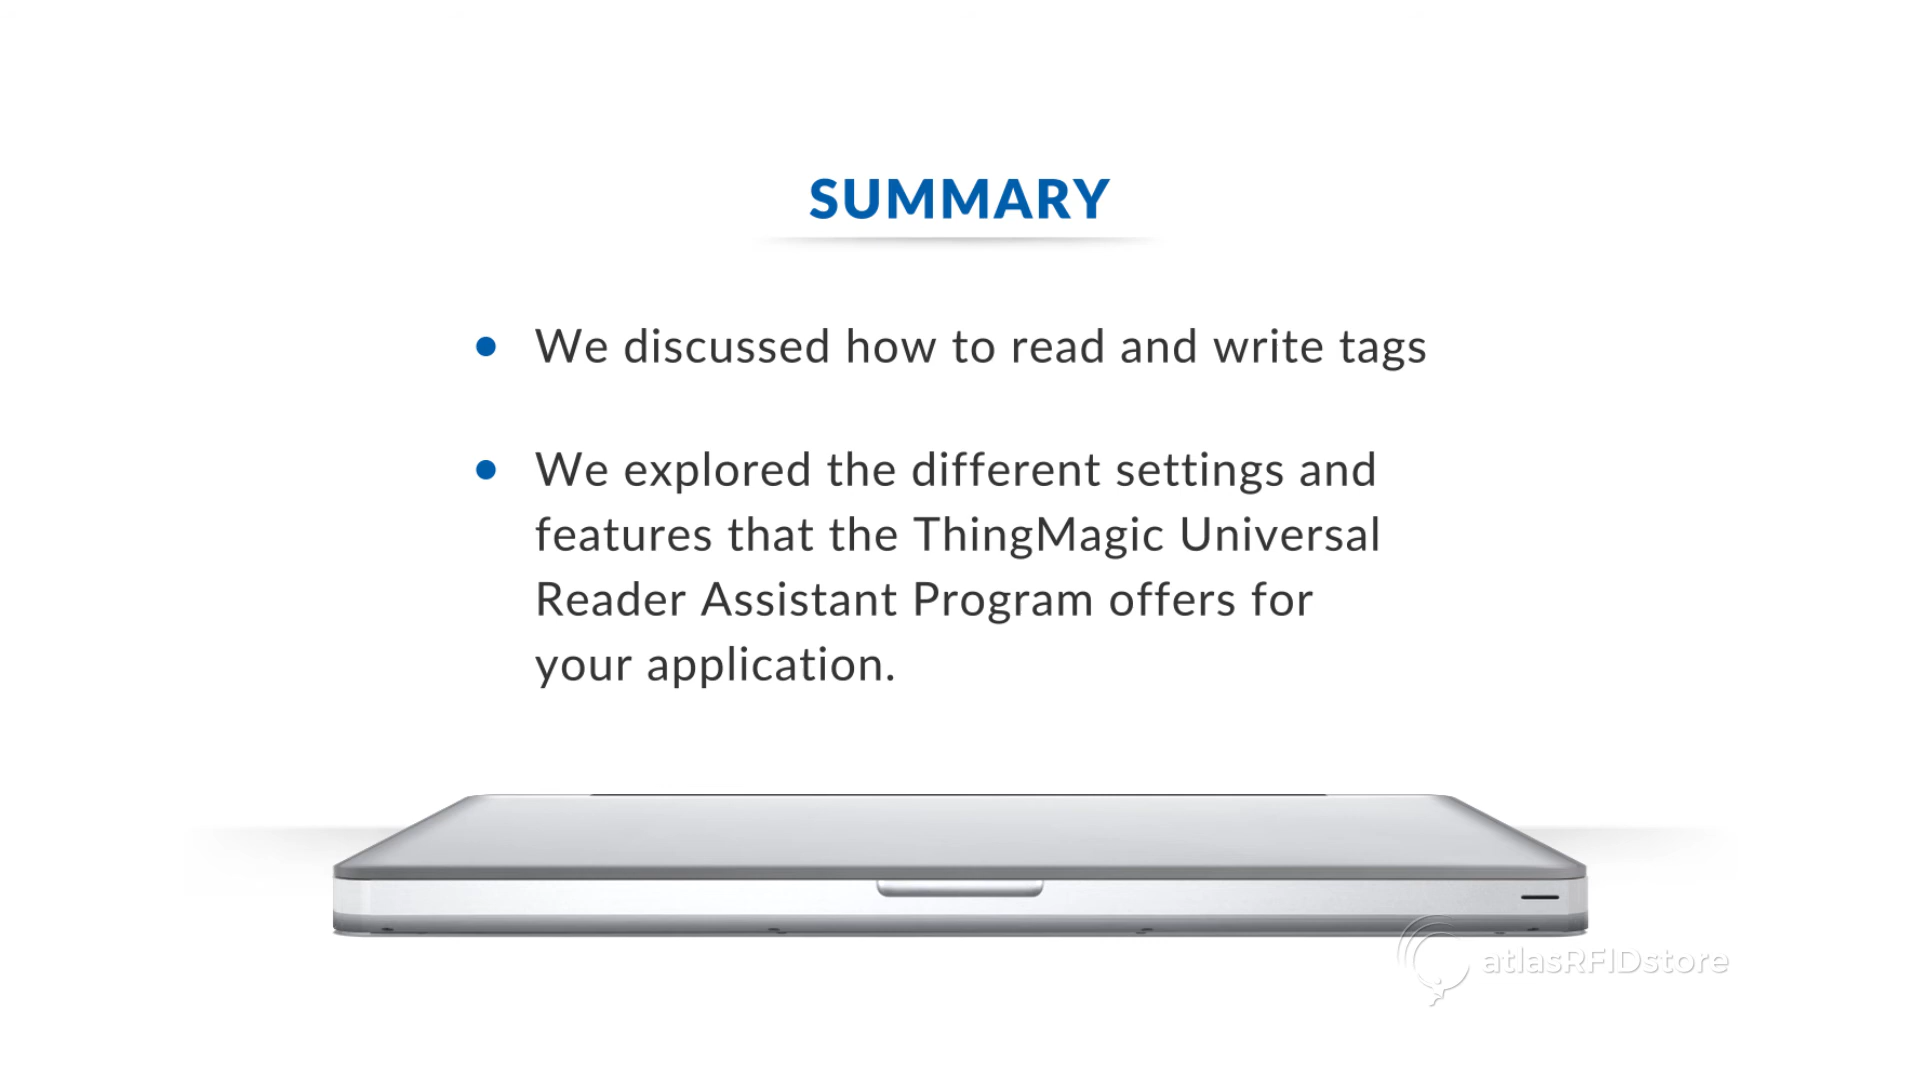 SUMMARY
• We discussed how to read and write tags
• We explored the different settings and
features that the ThingMagic Universal
Reader Assistant Program offers for
your application.
atlasRFIDstore